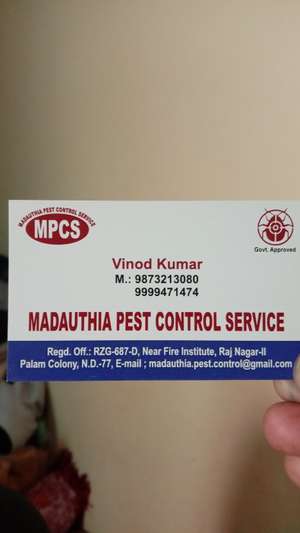 MADAUTHIA PEST CONTROL SERVICE
MPCS
Govt. Approved
Vinod Kumar
M.: 9873213080
9999471474
MADAUTHIA PEST CONTROL SERVICE
Regd. Off.: RZG-687-D, Near Fire Institute, Raj Nagar-II
Palam Colony, N.D.-77, E-mail ; madauthia.pest.control@gmail.com